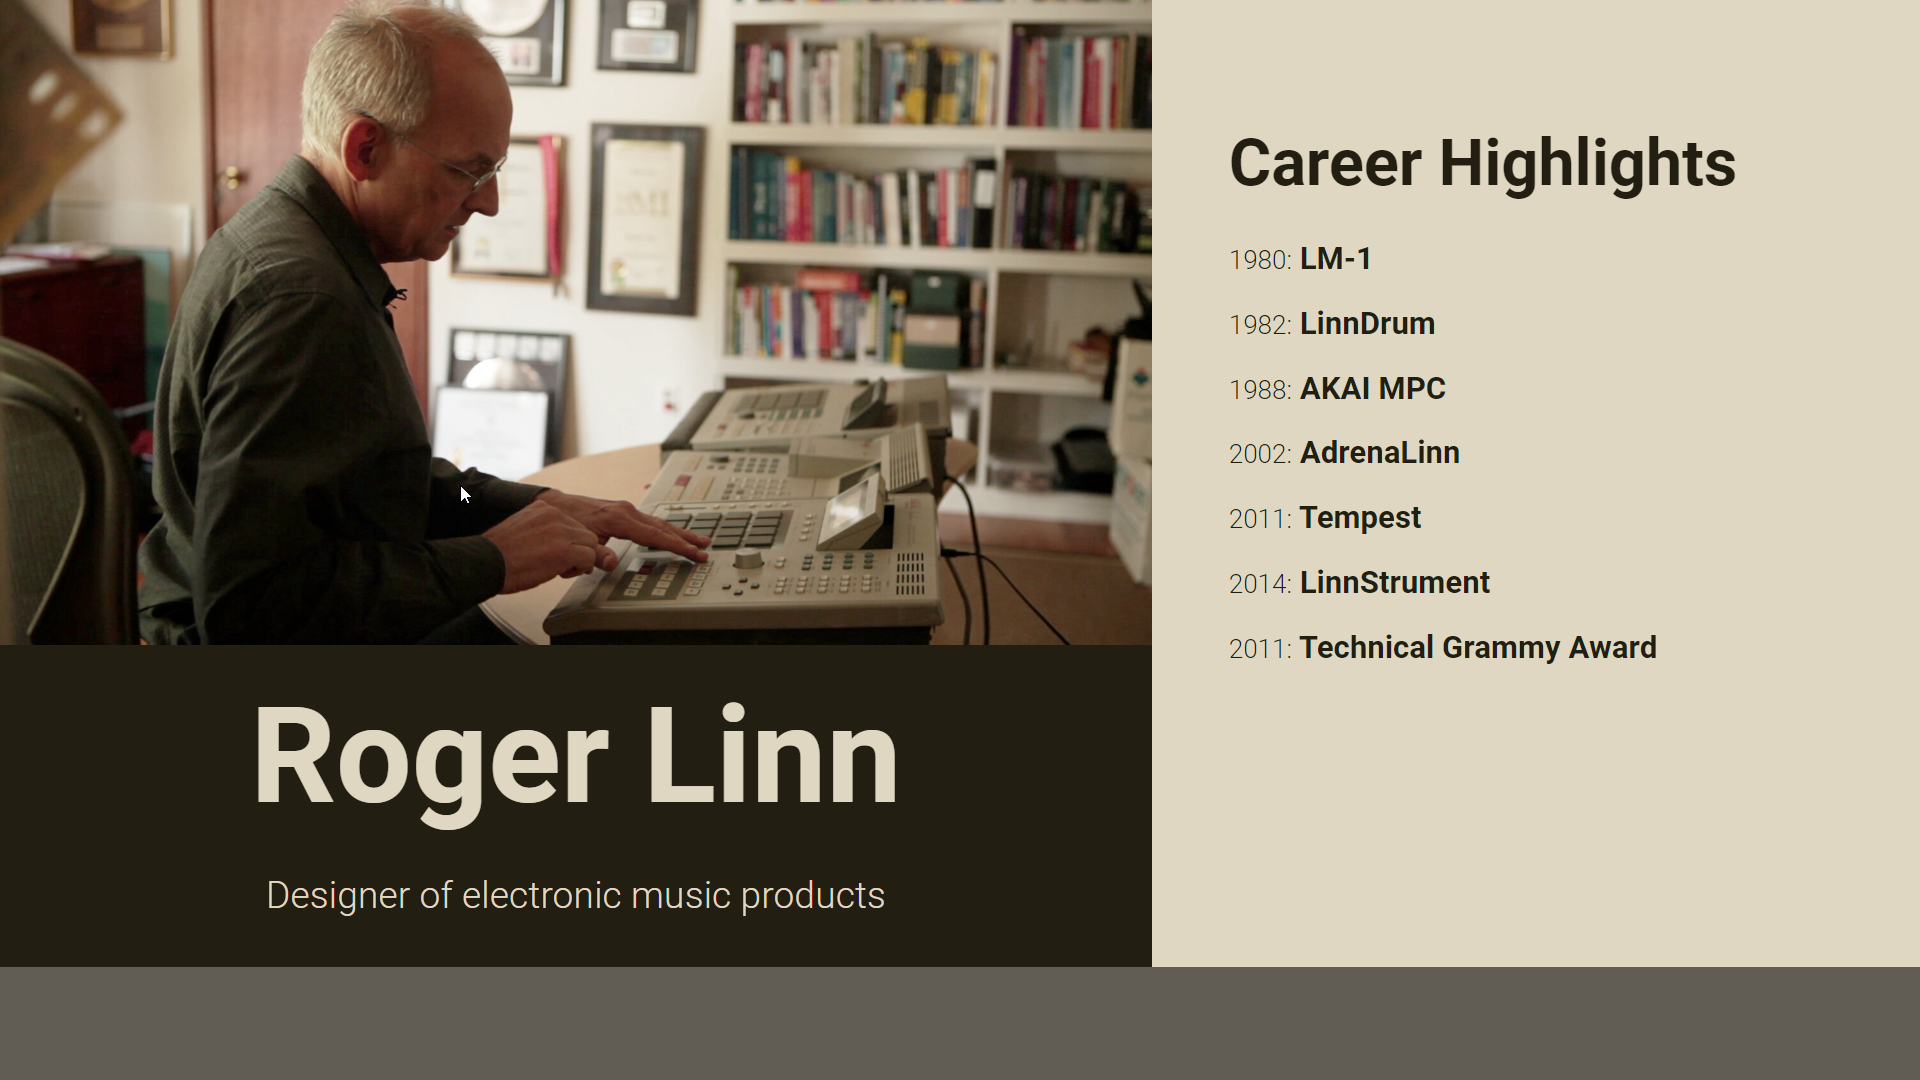 Roger Linn
Designer of electronic music products
Career Highlights
1980: LM-1
1982: LinnDrum
1988: AKAI MPC
2002: AdrenaLinn
2011: Tempest
2014: LinnStrument
2011: Technical Grammy Award